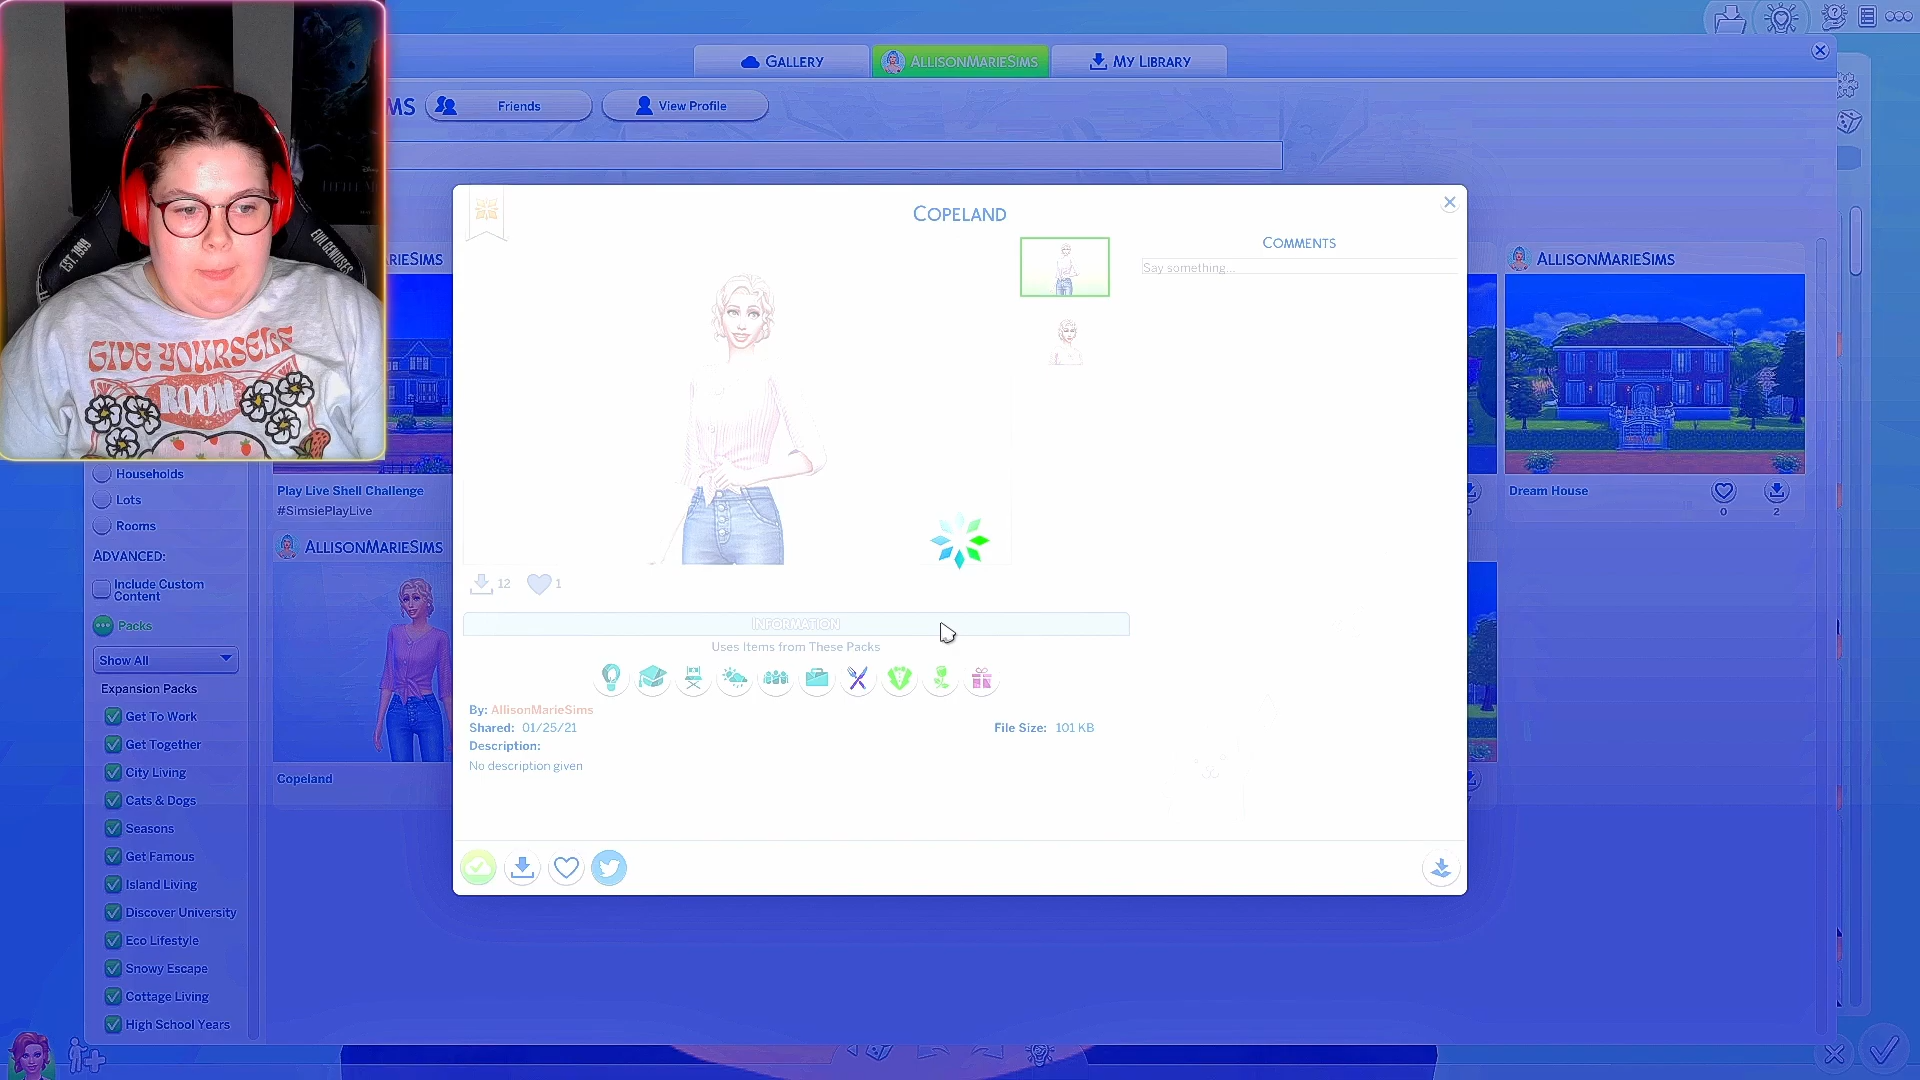 GALLERY
ALLISONMARIESIMS
MY LIBRARY
MS
Friends
View Profile
EST. 1999
EVILGENIUSES
GIVE YOURSELF
ROOM
RIESIMS
ALLISONMARIESIMS
COPELAND
COMMENTS
Say something...
Households
Lots
Rooms
ADVANCED:
Include Custom
Content
Packs
Show All
Expansion Packs
Get To Work
Get Together
City Living
Cats & Dogs
Seasons
Get Famous
Island Living
Discover University
Eco Lifestyle
Snowy Escape
Cottage Living
High School Years
Play Live Shell Challenge
#SimsiePlayLive
ALLISONMARIESIMS
Copeland
Dream House
0
2
12
1
INFORMATION
Uses Items from These Packs
By: AllisonMarieSims
Shared: 01/25/21
File Size: 101 KB
Description:
No description given